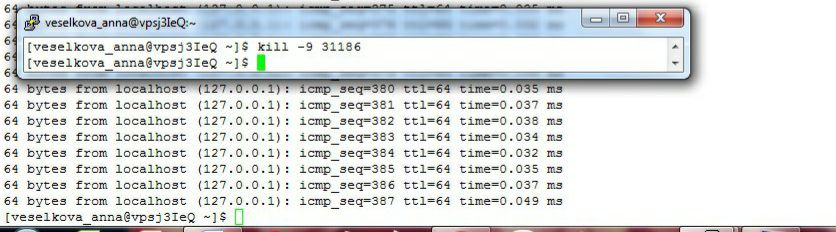 veselkova_anna@vpsj3IeQ:~
[veselkova_anna@vpsj3IeQ ~]$ kill -9 31186
[veselkova_anna@vpsj3IeQ ~]$
64 bytes from localhost (127.0.0.1): icmp_seq=380 ttl=64 time=0.035 ms
64 bytes from localhost (127.0.0.1): icmp_seq=381 ttl=64 time=0.037 ms
64 bytes from localhost (127.0.0.1): icmp_seq=382 ttl=64 time=0.038 ms
64 bytes from localhost (127.0.0.1): icmp_seq=383 ttl=64 time=0.034 ms
64 bytes from localhost (127.0.0.1): icmp_seq=384 ttl=64 time=0.032 ms
64 bytes from localhost (127.0.0.1): icmp_seq=385 ttl=64 time=0.035 ms
64 bytes from localhost (127.0.0.1): icmp_seq=386 ttl=64 time=0.037 ms
64 bytes from localhost (127.0.0.1): icmp_seq=387 ttl=64 time=0.049 ms
[veselkova_anna@vpsj3IeQ ~]$